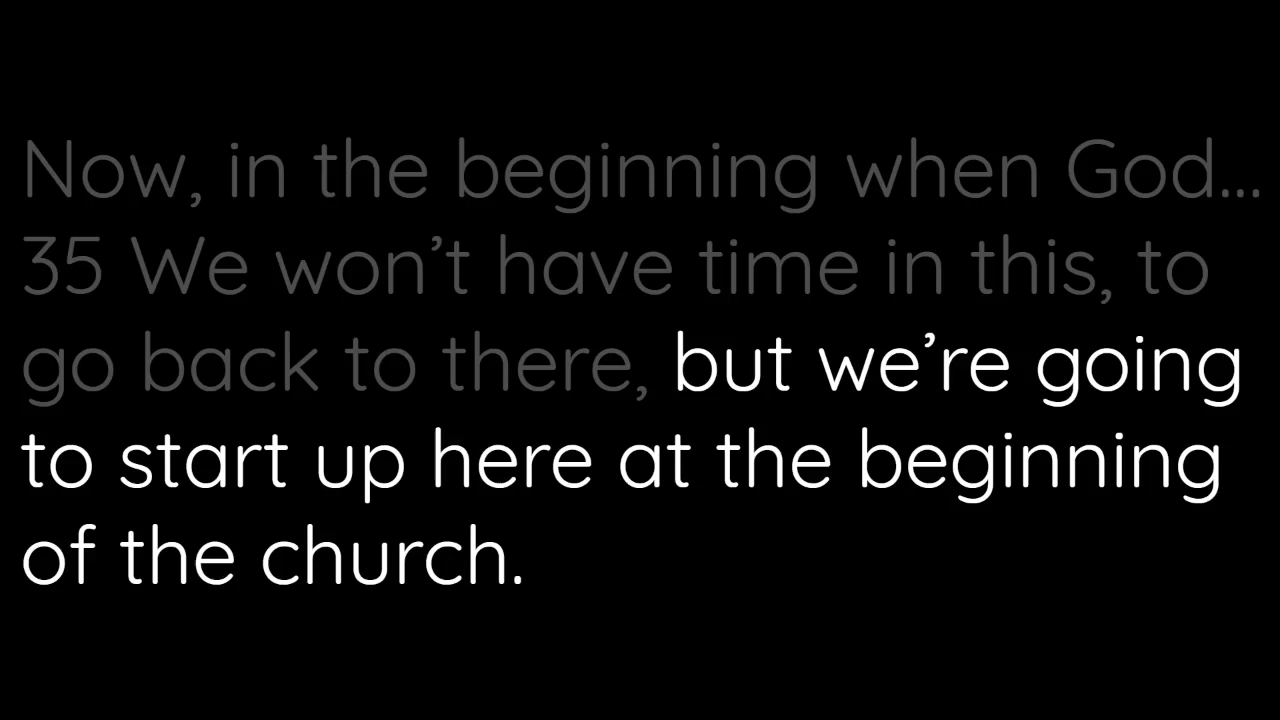 Now, in the beginning when God...
35 We won’t have time in this, to
go back to there, but we’re going
to start up here at the beginning
of the church.